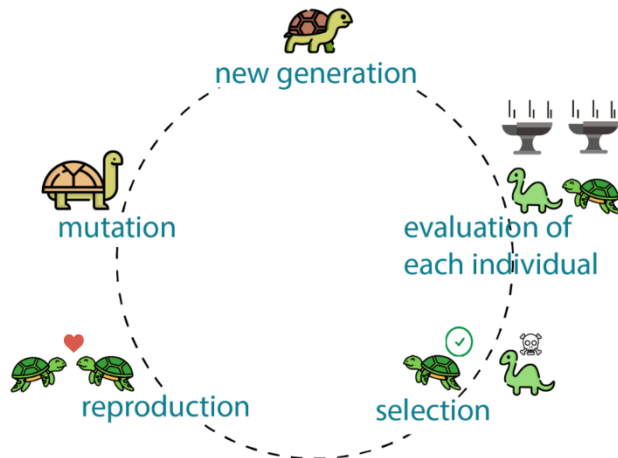 new generation
mutation
evaluation of
each individual
reproduction
selection